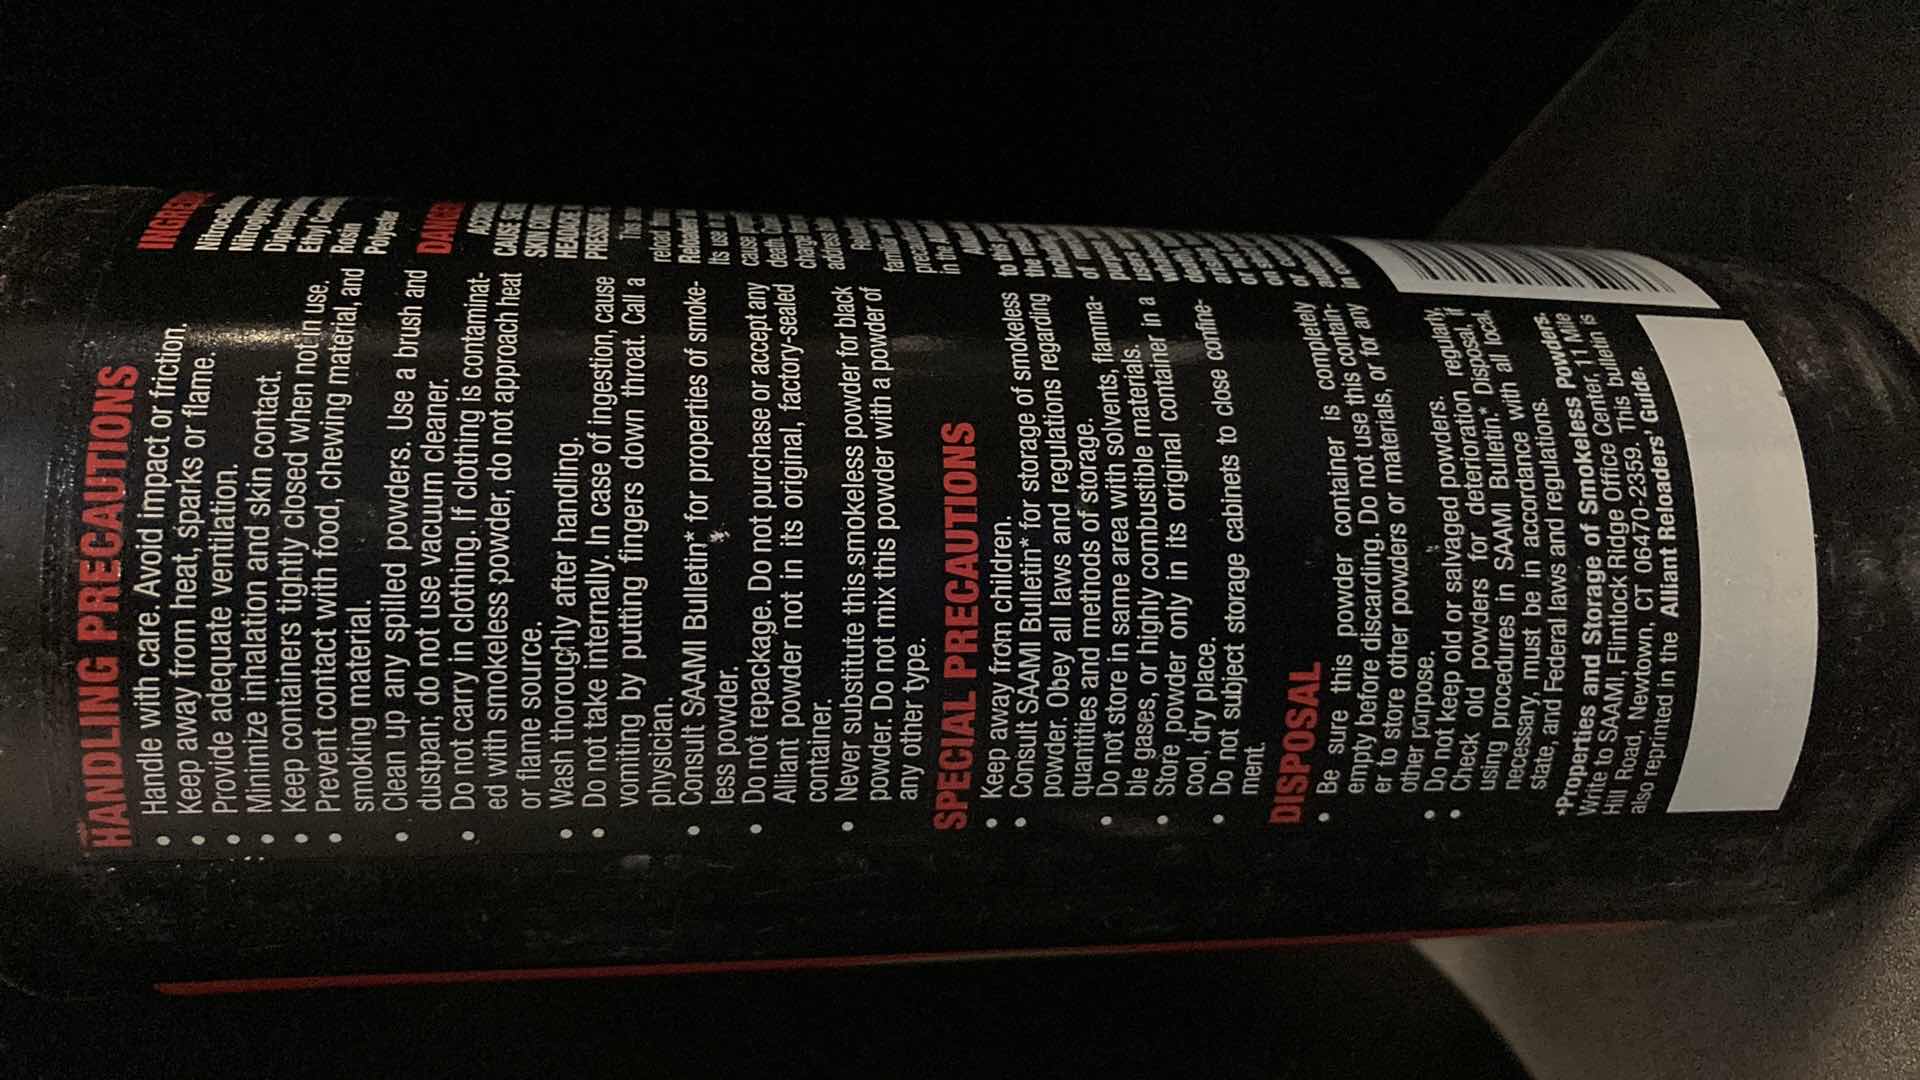 HANDLING PRECAUTIONS
• Handle with care. Avoid impact or friction.
• Keep away from heat, sparks or flame.
• Provide adequate ventilation.
• Minimize inhalation and skin contact.
• Keep containers tightly closed when not in use.
• Prevent contact with food, chewing material, and
smoking material.
• Clean up any spilled powders. Use a brush and
dustpan; do not use vacuum cleaner.
• Do not carry in clothing. If clothing is contaminat-
ed with smokeless powder, do not approach heat
or flame source.
• Wash thoroughly after handling.
• Do not take internally. In case of ingestion, cause
vomiting by putting fingers down throat. Call a
physician.
• Consult SAAMI Bulletin* for properties of smoke-
less powder.
• Do not repackage. Do not purchase or accept any
Alliant powder not in its original, factory-sealed
container.
• Never substitute this smokeless powder for black
powder. Do not mix this powder with a powder of
any other type.
SPECIAL PRECAUTIONS
• Keep away from children.
• Consult SAAMI Bulletin* for storage of smokeless
powder. Obey all laws and regulations regarding
quantities and methods of storage.
• Do not store in same area with solvents, flamma-
ble gases, or highly combustible materials.
• Store powder only in its original container in a
cool, dry place.
• Do not subject storage cabinets to close confine-
ment.
DISPOSAL
• Be sure this powder container is completely
empty before discarding. Do not use this contain-
er to store other powders or materials, or for any
other purpose.
• Do not keep old or salvaged powders.
• Check old powders for deterioration regularly,
using procedures in SAAMI Bulletin.* Disposal, if
necessary, must be in accordance with all local,
state, and Federal laws and regulations.
*Properties and Storage of Smokeless Powders.
Write to SAAMI, Flintlock Ridge Office Center, 11 Mile
Hill Road, Newtown, CT 06470-2359. This bulletin is
also reprinted in the Alliant Reloaders' Guide.
Rosin
Polyester
CAUSE
SKIN
HEADACHE
PRESSURE
reload
death.
in the
to this